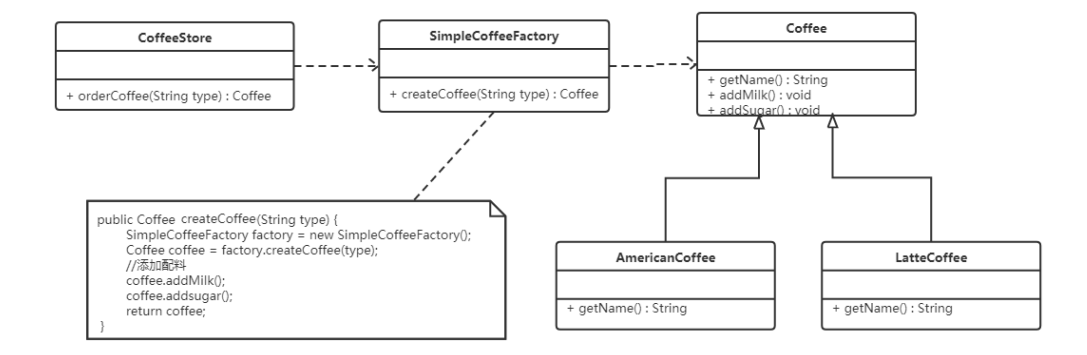 CoffeeStore
+ orderCoffee(String type) : Coffee
SimpleCoffeeFactory
+ createCoffee(String type) : Coffee
Coffee
+ getName() : String
+ addMilk() : void
+ addSugar() : void
public Coffee createCoffee(String type) {
SimpleCoffeeFactory factory = new SimpleCoffeeFactory();
Coffee coffee = factory.createCoffee(type);
//添加配料
coffee.addMilk();
coffee.addsugar();
return coffee;
}
AmericanCoffee
+ getName() : String
LatteCoffee
+ getName() : String